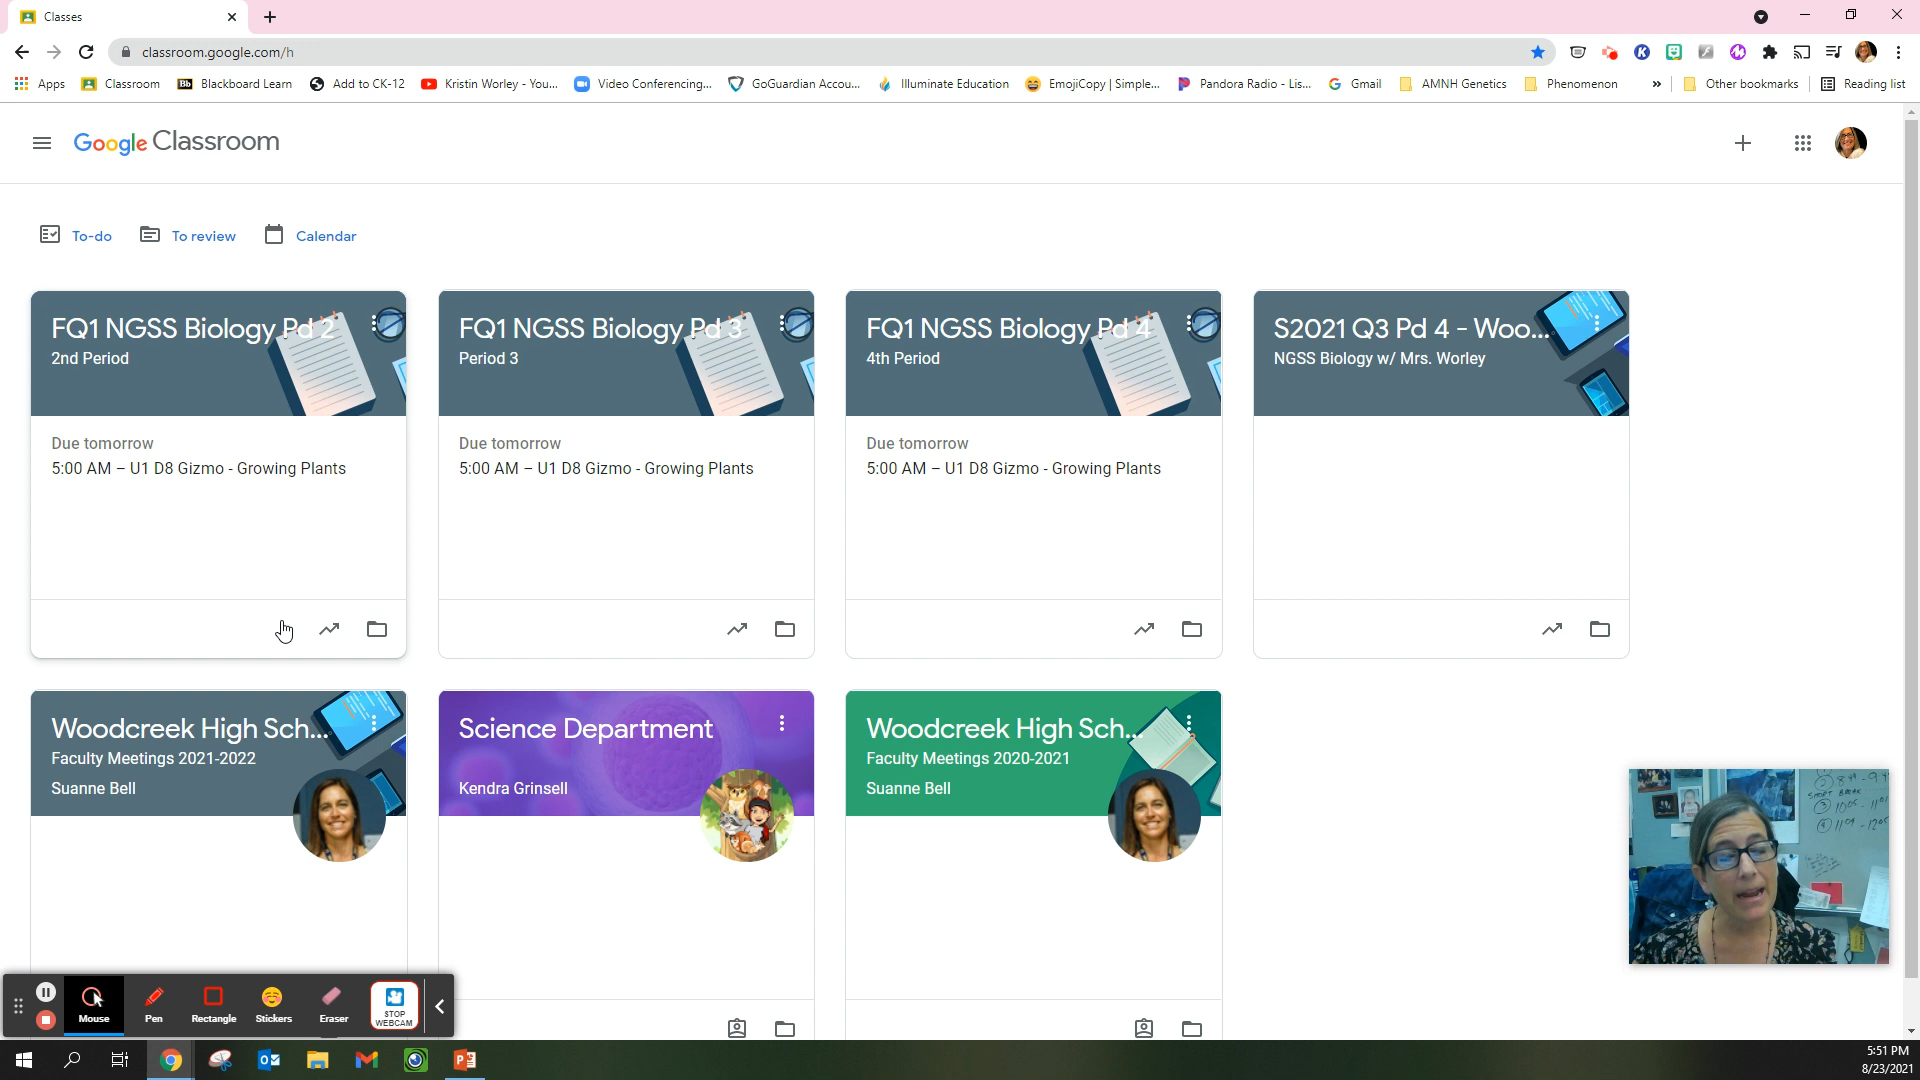 Classes
classroom.google.com/h
Apps
Classroom
Bb
Blackboard Learn
Add to CK-12
Kristin Worley - You...
Video Conferencing...
GoGuardian Accou...
Illuminate Education
EmojiCopy | Simple...
Pandora Radio - Lis...
Gmail
AMNH Genetics
Phenomenon
»
Other bookmarks
Reading list
Google Classroom
To-do
To review
Calendar
FQ1 NGSS Biology Pd 2
2nd Period
Due tomorrow
5:00 AM – U1 D8 Gizmo - Growing Plants
FQ1 NGSS Biology Pd 3
Period 3
Due tomorrow
5:00 AM – U1 D8 Gizmo - Growing Plants
FQ1 NGSS Biology Pd 4
4th Period
Due tomorrow
5:00 AM – U1 D8 Gizmo - Growing Plants
S2021 Q3 Pd 4 - Woo...
NGSS Biology w/ Mrs. Worley
Woodcreek High Sch...
Faculty Meetings 2021-2022
Suanne Bell
Science Department
Kendra Grinsell
Woodcreek High Sch...
Faculty Meetings 2020-2021
Suanne Bell
SHORT BREAK
Mouse
Pen
Rectangle
Stickers
Eraser
STOP
WEBCAM
5:51 PM
8/23/2021